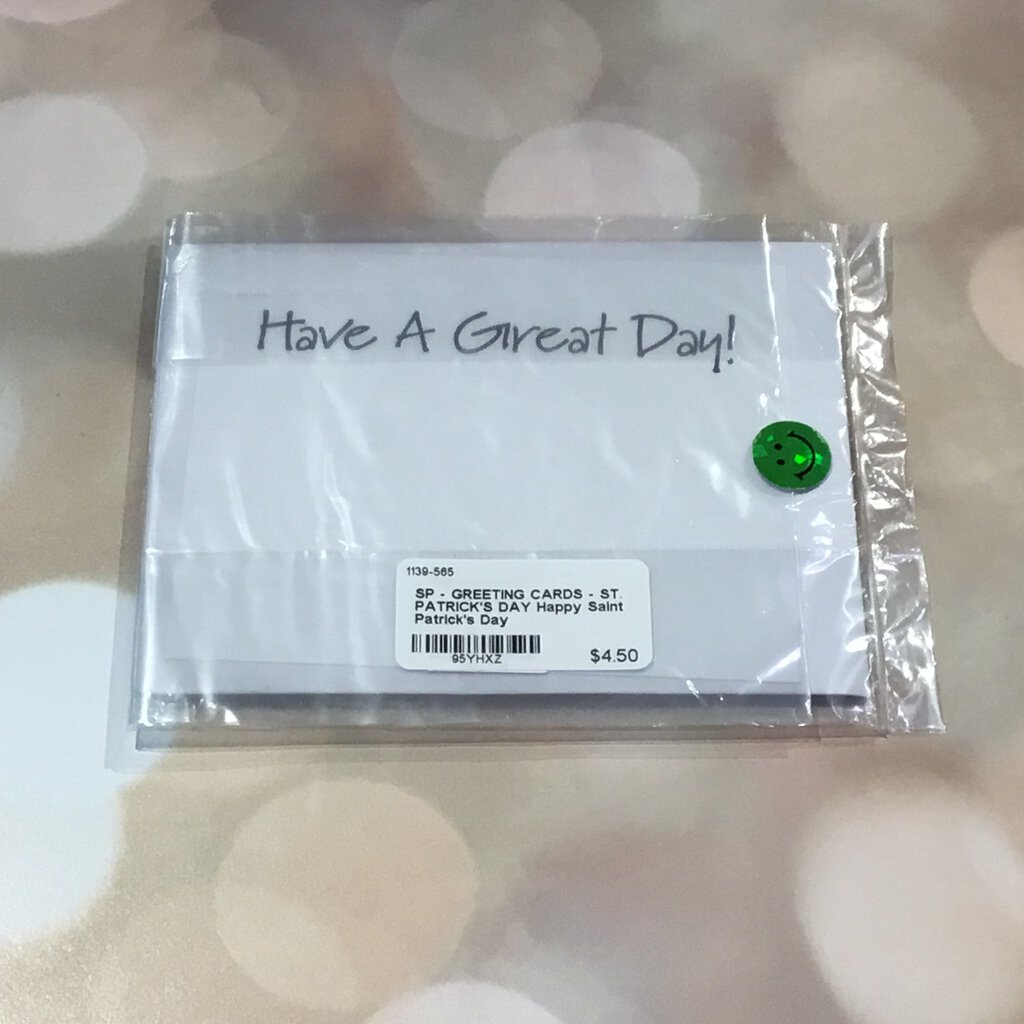 Have A Great Day!
1139-565
SP - GREETING CARDS - ST.
PATRICK'S DAY Happy Saint
Patrick's Day
95YHXZ
$4.50